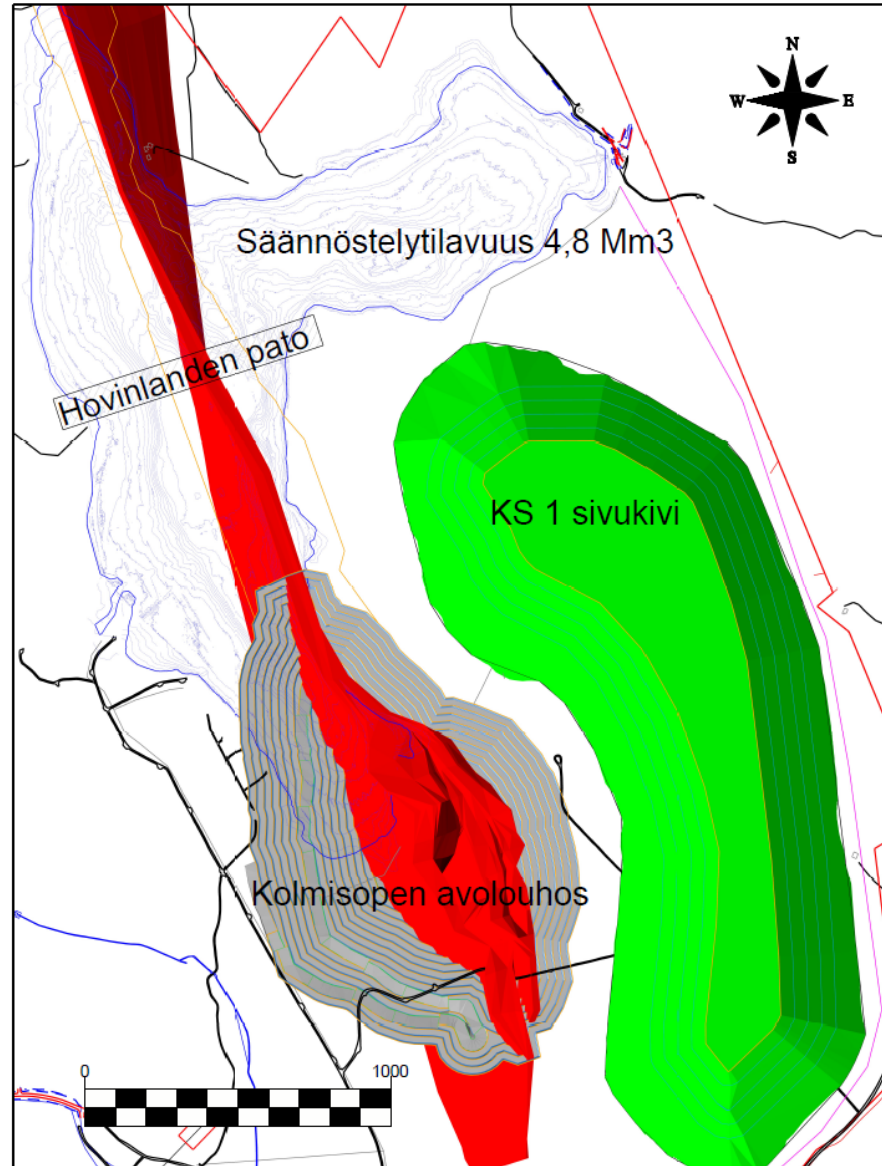 N
W E
S
Säännöstelytilavuus 4,8 Mm3
Hovinlanden pato
KS 1 sivukivi
Kolmisopen avolouhos
0 1000